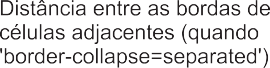 Distância entre as bordas de
células adjacentes (quando
'border-collapse=separated')